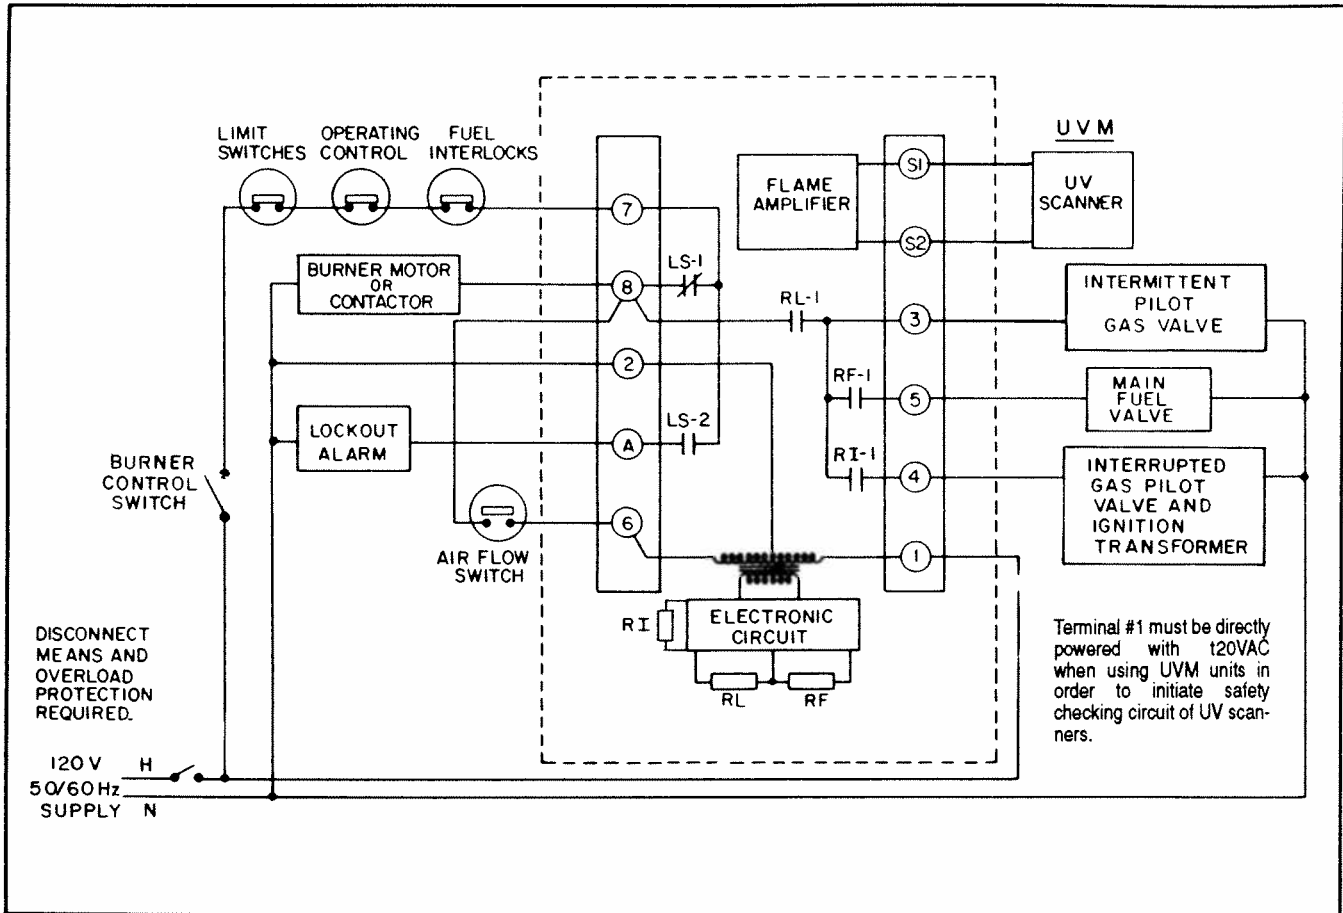 LIMIT
SWITCHES
OPERATING
CONTROL
FUEL
INTERLOCKS
UVM
7
LS-1
FLAME
AMPLIFIER
S1
S2
UV
SCANNER
BURNER MOTOR
OR
CONTACTOR
8
RL-1
3
INTERMITTENT
PILOT
GAS VALVE
2
RF-1
5
MAIN
FUEL
VALVE
LOCKOUT
ALARM
A
LS-2
RI-1
4
INTERRUPTED
GAS PILOT
VALVE AND
IGNITION
TRANSFORMER
BURNER
CONTROL
SWITCH
AIR FLOW
SWITCH
6
1
RI
ELECTRONIC
CIRCUIT
RL
RF
DISCONNECT
MEANS AND
OVERLOAD
PROTECTION
REQUIRED.
Terminal #1 must be directly
powered with t20VAC
when using UVM units in
order to initiate safety
checking circuit of UV scan-
ners.
120V H
50/60Hz
SUPPLY N